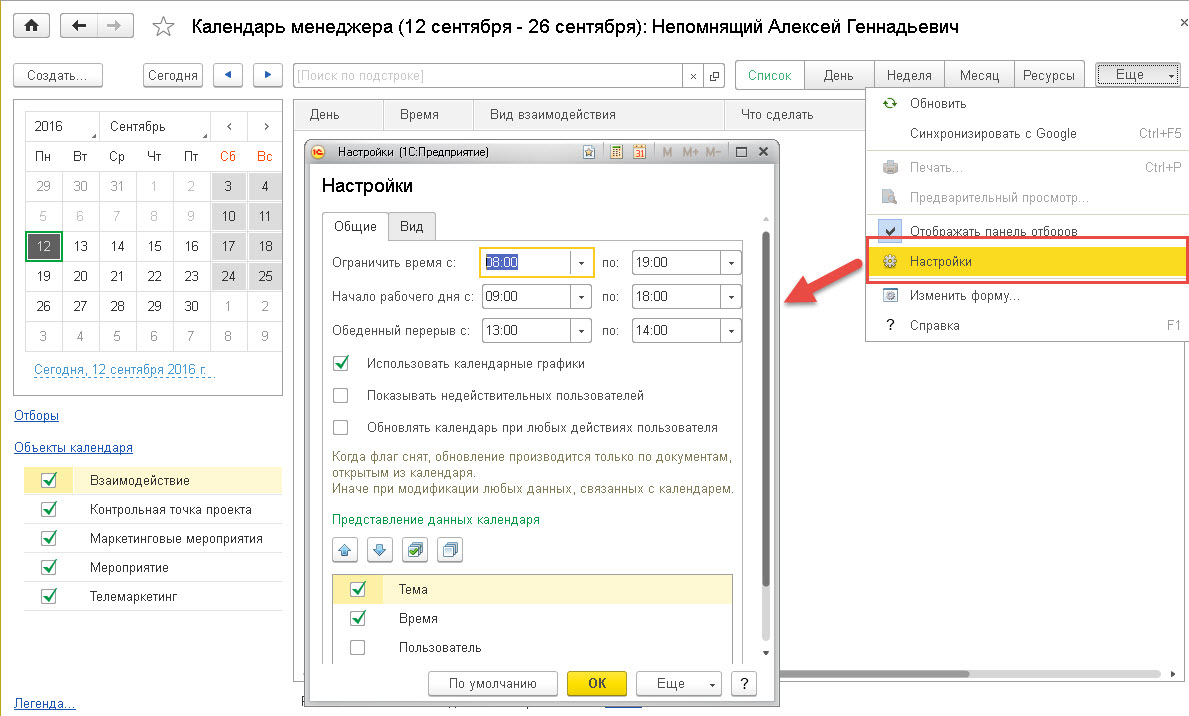 Календарь менеджера (12 сентября - 26 сентября): Непомнящий Алексей Геннадьевич
Создать...
Сегодня
[Поиск по подстроке]
Список
День
Неделя
Месяц
Ресурсы
Еще
Обновить
Синхронизировать с Google Ctrl+F5
Печать... Ctrl+P
Предварительный просмотр...
Отображать панель отборов
Настройки
Изменить форму...
? Справка F1
2016 Сентябрь
Пн Вт Ср Чт Пт Сб Вс
29 30 31 1 2 3 4
5 6 7 8 9 10 11
12 13 14 15 16 17 18
19 20 21 22 23 24 25
26 27 28 29 30 1 2
3 4 5 6 7 8 9
Сегодня, 12 сентября 2016 г.
Отборы
Объекты календаря
Взаимодействие
Контрольная точка проекта
Маркетинговые мероприятия
Мероприятие
Телемаркетинг
Легенда...
День Время Вид взаимодействия Что сделать
Настройки (1С:Предприятие)
31 M M+ M-
Настройки
Общие Вид
Ограничить время с: 08:00 по: 19:00
Начало рабочего дня с: 09:00 по: 18:00
Обеденный перерыв с: 13:00 по: 14:00
Использовать календарные графики
Показывать недействительных пользователей
Обновлять календарь при любых действиях пользователя
Когда флаг снят, обновление производится только по документам,
открытым из календаря.
Иначе при модификации любых данных, связанных с календарем.
Представление данных календаря
Тема
Время
Пользователь
По умолчанию ОК Еще ?